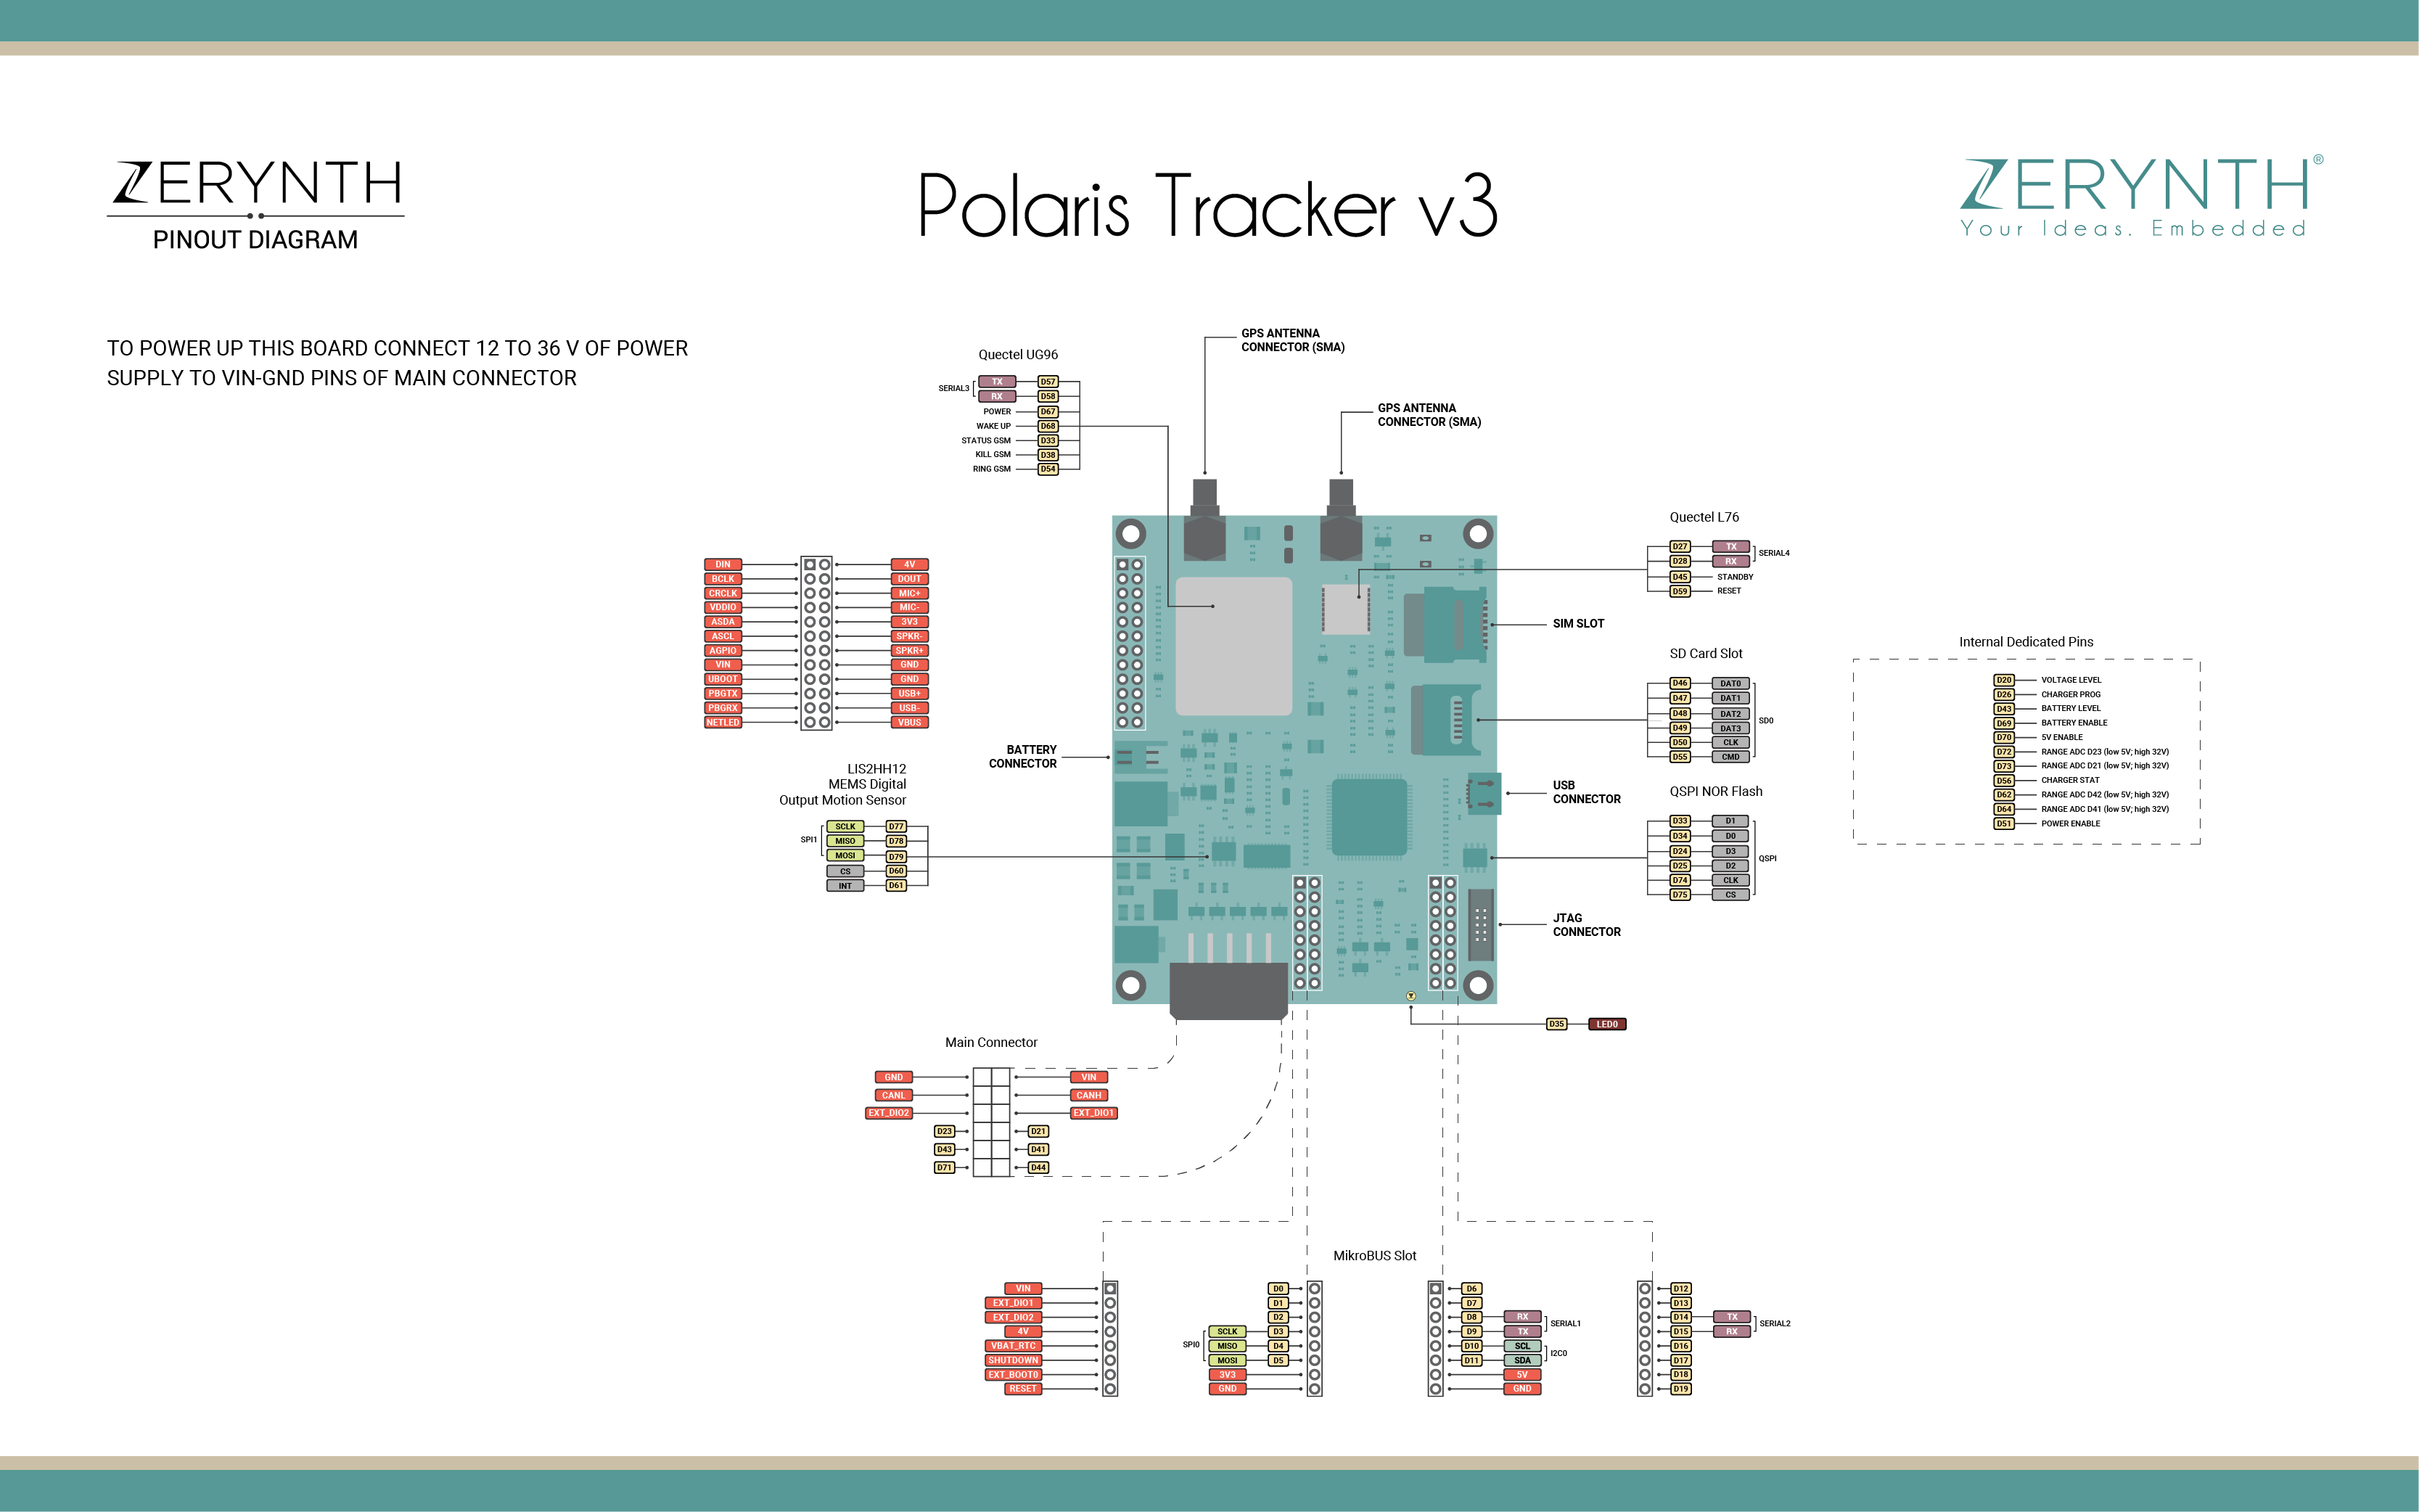 ZERYNTH
PINOUT DIAGRAM
Polaris Tracker v3
ZERYNTH®
Your Ideas. Embedded
TO POWER UP THIS BOARD CONNECT 12 TO 36 V OF POWER
SUPPLY TO VIN-GND PINS OF MAIN CONNECTOR
GPS ANTENNA
CONNECTOR (SMA)
GPS ANTENNA
CONNECTOR (SMA)
Quectel UG96
SERIAL3
TX D57
RX D58
POWER D67
WAKE UP D68
STATUS GSM D33
KILL GSM D38
RING GSM D54
DIN 4V
BCLK DOUT
CRCLK MIC+
VDDIO MIC-
ASDA 3V3
ASCL SPKR-
AGPIO SPKR+
VIN GND
UBOOT GND
PBGTX USB+
PBGRX USB-
NETLED VBUS
BATTERY
CONNECTOR
LIS2HH12
MEMS Digital
Output Motion Sensor
SPI1
SCLK D77
MISO D78
MOSI D79
CS D60
INT D61
Quectel L76
D27 TX
D28 RX
SERIAL4
D45 STANDBY
D59 RESET
SIM SLOT
SD Card Slot
D46 DAT0
D47 DAT1
D48 DAT2
D49 DAT3
D50 CLK
D55 CMD
SD0
USB
CONNECTOR
QSPI NOR Flash
D33 D1
D34 D0
D24 D3
D25 D2
D74 CLK
D75 CS
QSPI
JTAG
CONNECTOR
D35 LED0
Internal Dedicated Pins
D20 VOLTAGE LEVEL
D26 CHARGER PROG
D43 BATTERY LEVEL
D69 BATTERY ENABLE
D70 5V ENABLE
D72 RANGE ADC D23 (low 5V; high 32V)
D73 RANGE ADC D21 (low 5V; high 32V)
D56 CHARGER STAT
D62 RANGE ADC D42 (low 5V; high 32V)
D64 RANGE ADC D41 (low 5V; high 32V)
D51 POWER ENABLE
Main Connector
GND VIN
CANL CANH
EXT_DIO2 EXT_DIO1
D23 D21
D43 D41
D71 D44
MikroBUS Slot
VIN
EXT_DIO1
EXT_DIO2
4V
VBAT_RTC
SHUTDOWN
EXT_BOOT0
RESET
D0
D1
D2
SPI0
SCLK D3
MISO D4
MOSI D5
3V3
GND
D6
D7
D8 RX
D9 TX
SERIAL1
D10 SCL
D11 SDA
I2C0
5V
GND
D12
D13
D14 TX
D15 RX
SERIAL2
D16
D17
D18
D19